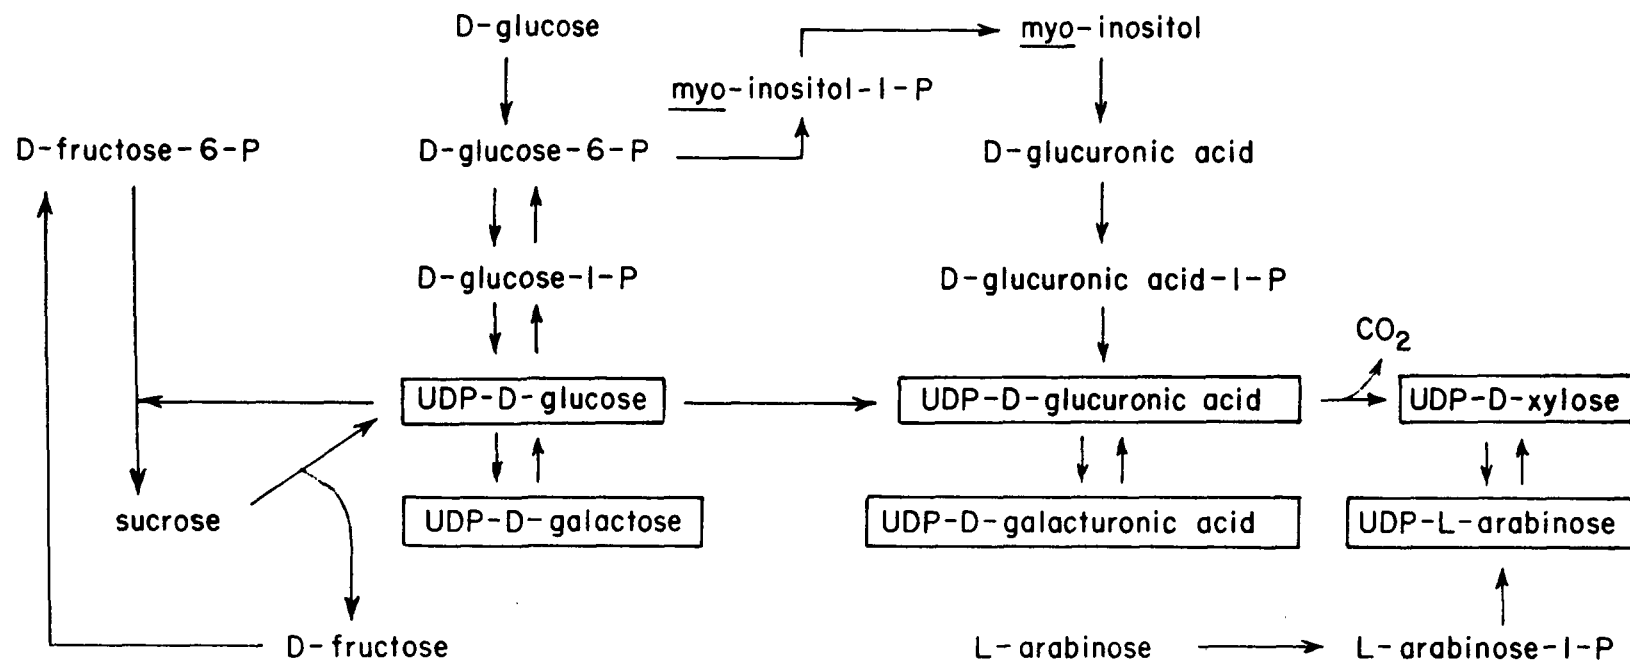 D-glucose
myo-inositol
myo-inositol-1-P
D-fructose-6-P
D-glucose-6-P
D-glucuronic acid
D-glucose-1-P
D-glucuronic acid-1-P
CO2
UDP-D-glucose
UDP-D-glucuronic acid
UDP-D-xylose
sucrose
UDP-D-galactose
UDP-D-galacturonic acid
UDP-L-arabinose
D-fructose
L-arabinose
L-arabinose-1-P